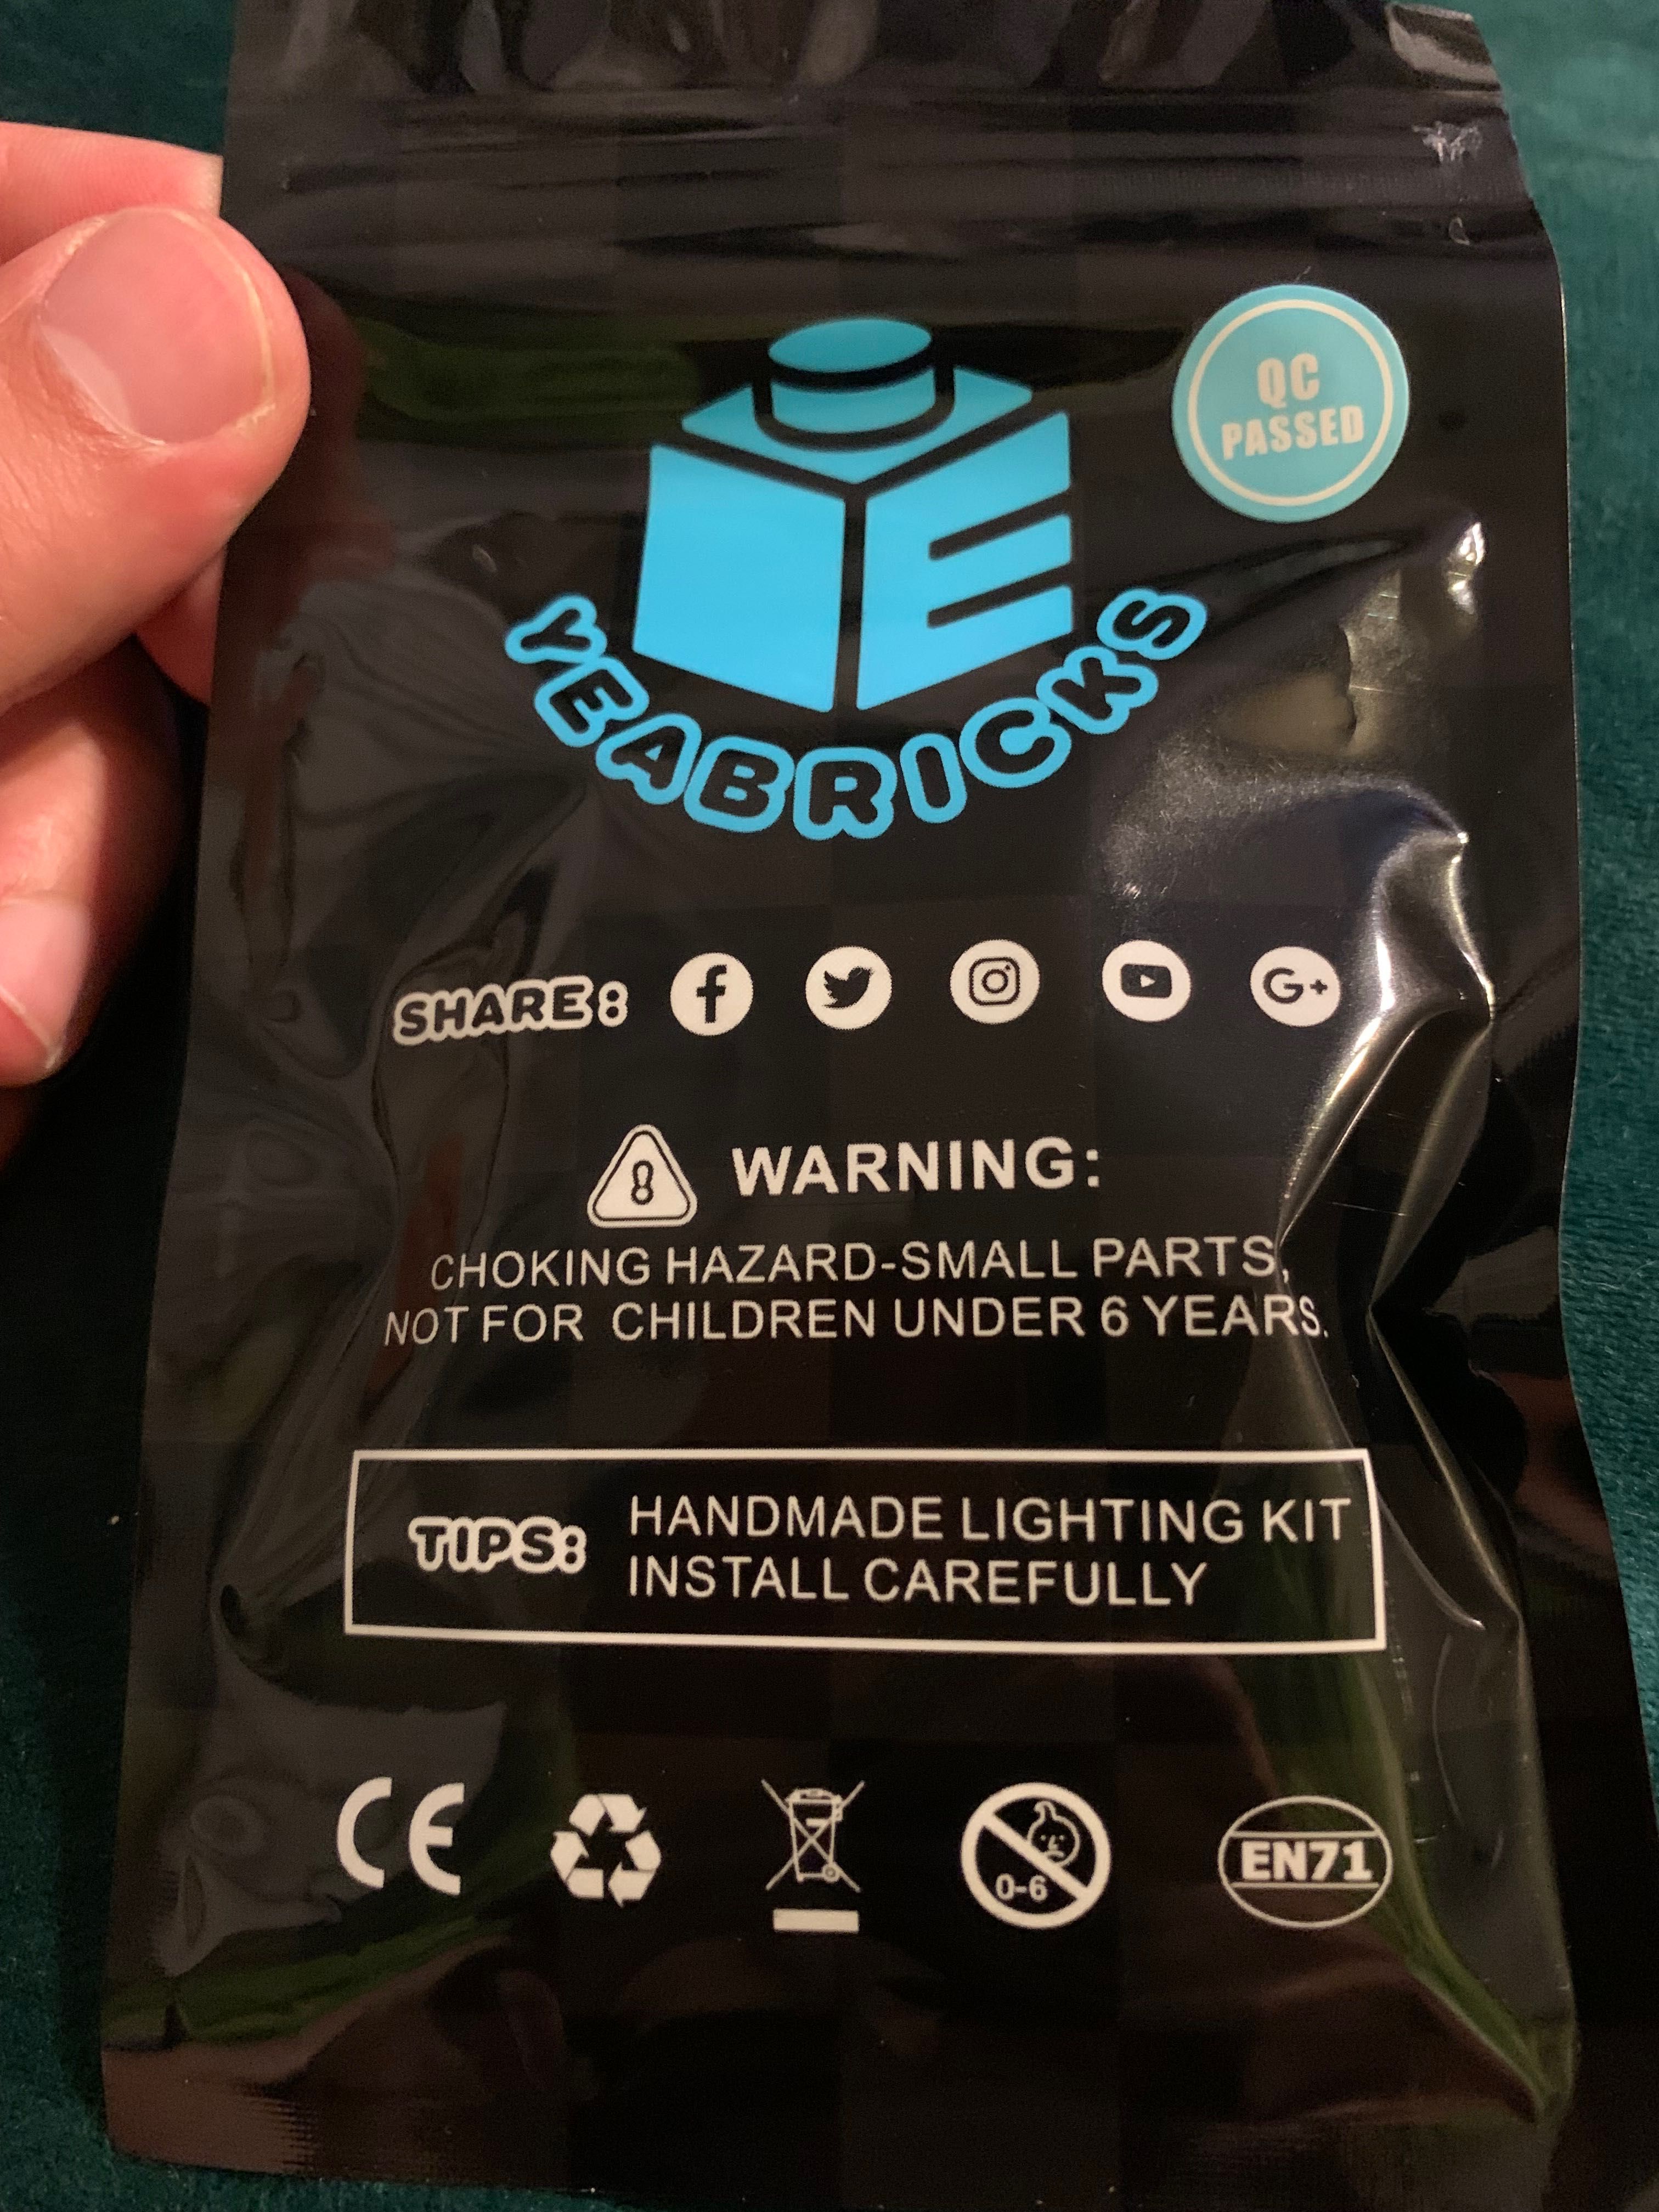 QC
PASSED
E
YEABRICKS
SHARE:
f
G+
WARNING:
CHOKING HAZARD-SMALL PARTS,
NOT FOR CHILDREN UNDER 6 YEARS.
TIPS:
HANDMADE LIGHTING KIT
INSTALL CAREFULLY
CE
0-6
EN71